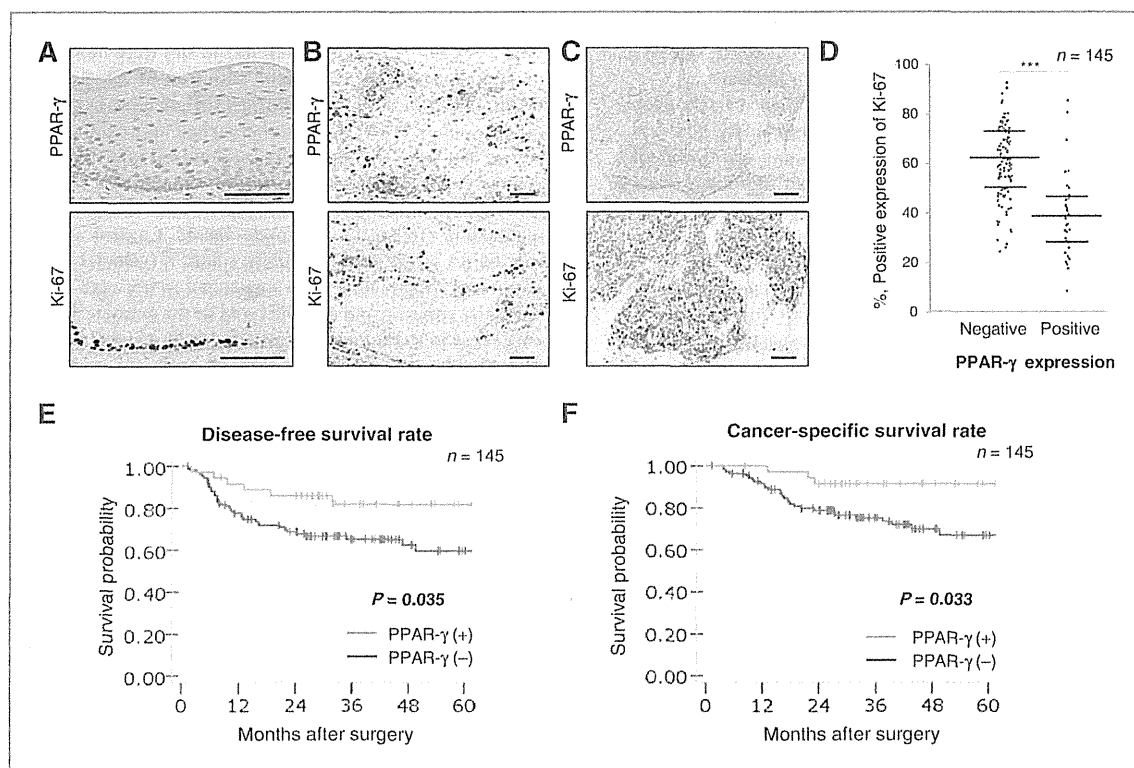 A
B
C
D
PPAR-γ
PPAR-γ
PPAR-γ
Ki-67
Ki-67
Ki-67
n = 145
***
%, Positive expression of Ki-67
100
80
60
40
20
0
Negative Positive
PPAR-γ expression
E
Disease-free survival rate
n = 145
Survival probability
1.00
0.80
0.60
0.40
0.20
0.00
P = 0.035
PPAR-γ (+)
PPAR-γ (–)
0 12 24 36 48 60
Months after surgery
F
Cancer-specific survival rate
n = 145
Survival probability
1.00
0.80
0.60
0.40
0.20
0.00
P = 0.033
PPAR-γ (+)
PPAR-γ (–)
0 12 24 36 48 60
Months after surgery